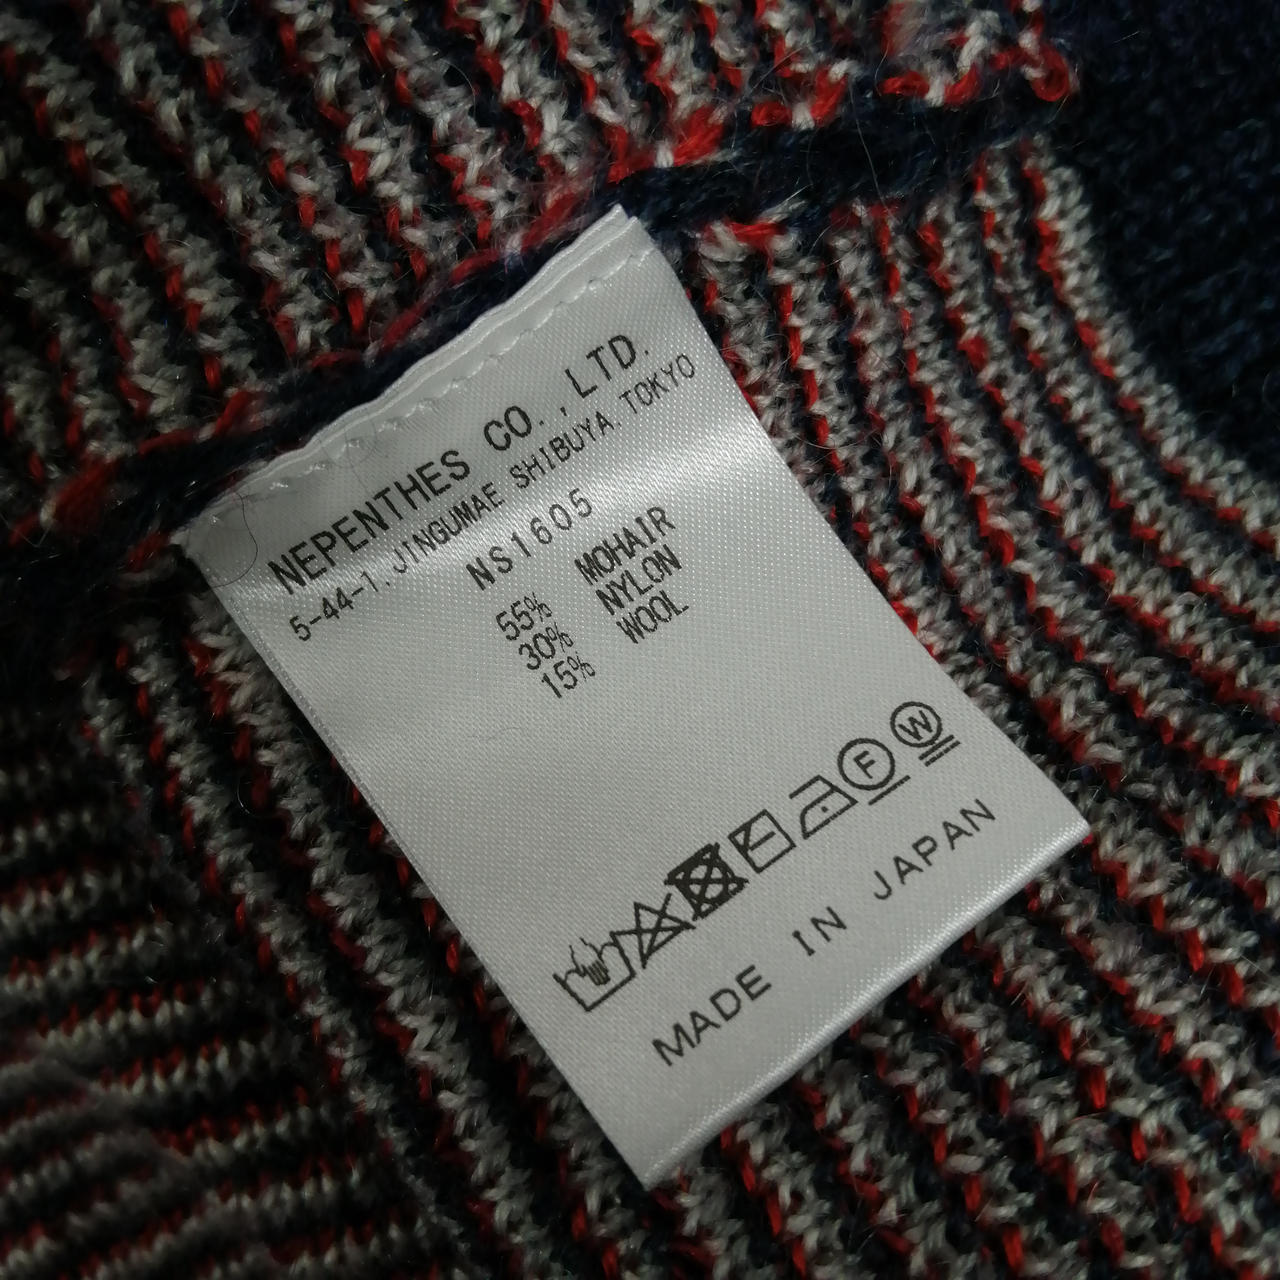 NEPENTHES CO.,LTD.
5-44-1, JINGUMAE SHIBUYA, TOKYO
NS1605
55% MOHAIR
30% NYLON
15% WOOL
F W
MADE IN JAPAN